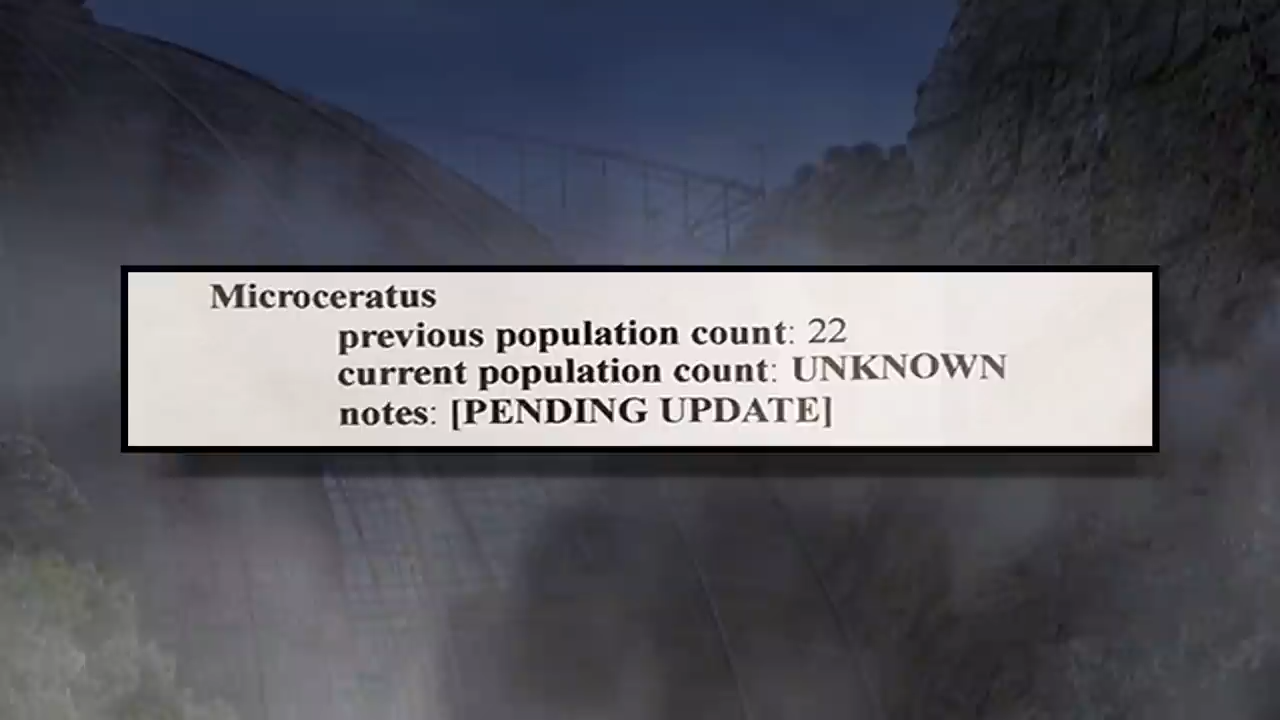 Microceratus
previous population count: 22
current population count: UNKNOWN
notes: [PENDING UPDATE]